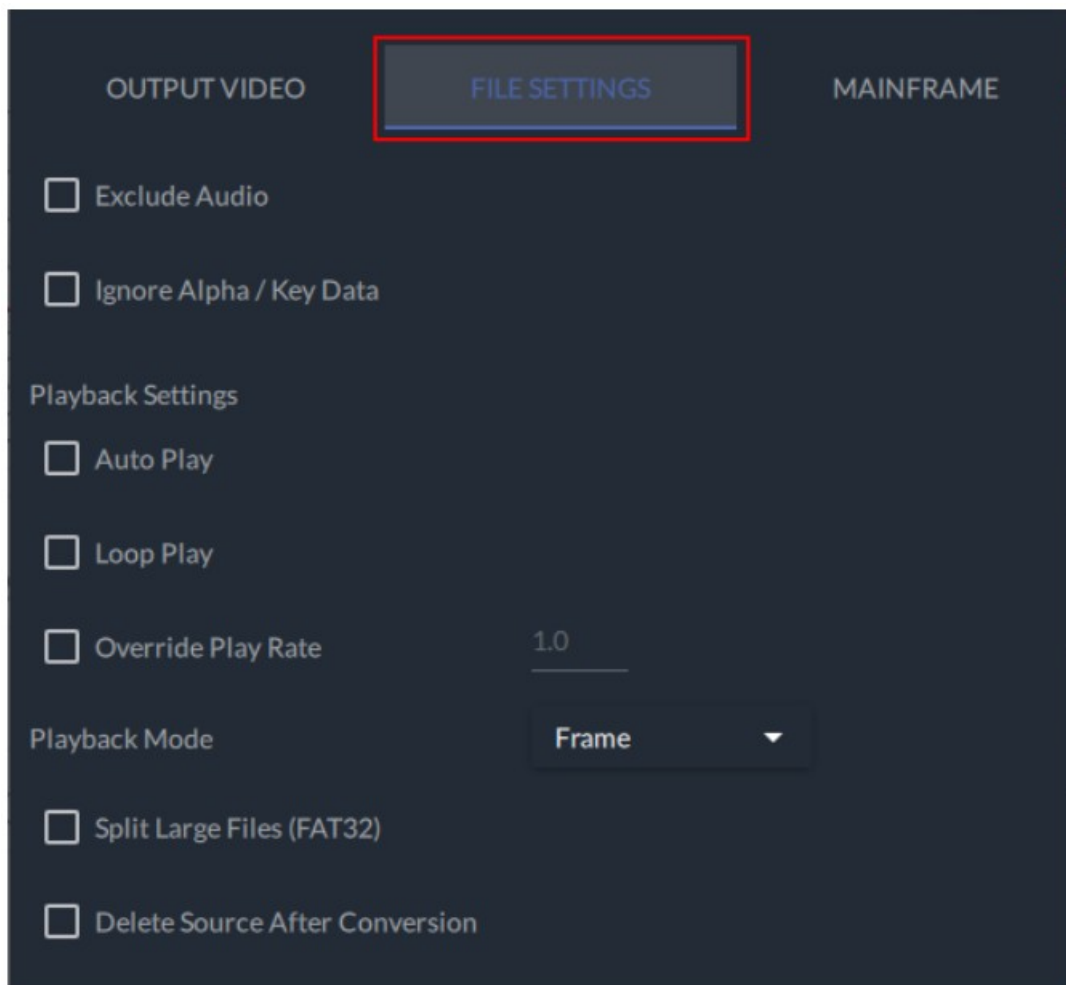 OUTPUT VIDEO FILE SETTINGS MAINFRAME
Exclude Audio
Ignore Alpha / Key Data
Playback Settings
Auto Play
Loop Play
Override Play Rate 1.0
Playback Mode Frame
Split Large Files (FAT32)
Delete Source After Conversion